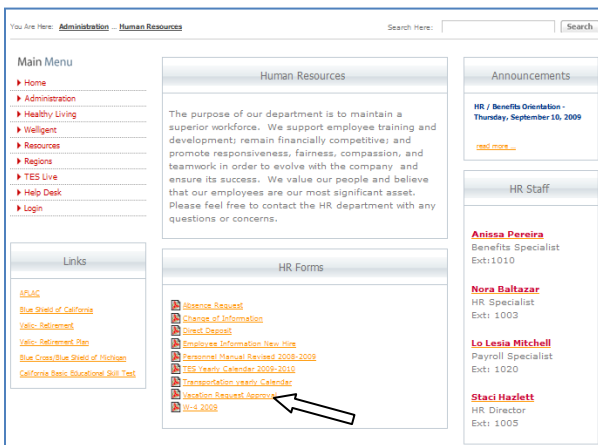 You Are Here: Administration ... Human Resources
Search Here:
Search
Main Menu
Home
Administration
Healthy Living
Welligent
Resources
Regions
TES Live
Help Desk
Login
Links
AFLAC
Blue Shield of California
Valic- Retirement
Valic- Retirement Plan
Blue Cross/Blue Shield of Michigan
California Basic Educational Skill Test
Human Resources
The purpose of our department is to maintain a
superior workforce. We support employee training and
development; remain financially competitive; and
promote responsiveness, fairness, compassion, and
teamwork in order to evolve with the company and
ensure its success. We value our people and believe
that our employees are our most significant asset.
Please feel free to contact the HR department with any
questions or concerns.
HR Forms
Absence Request
Change of Information
Direct Deposit
Employee Information New Hire
Personnel Manual Revised 2008-2009
TES Yearly Calendar 2009-2010
Transportation yearly Calendar
Vacation Request Approval
W-4 2009
Announcements
HR / Benefits Orientation -
Thursday, September 10, 2009
read more ...
HR Staff
Anissa Pereira
Benefits Specialist
Ext:1010
Nora Baltazar
HR Specialist
Ext: 1003
Lo Lesia Mitchell
Payroll Specialist
Ext: 1020
Staci Hazlett
HR Director
Ext: 1005